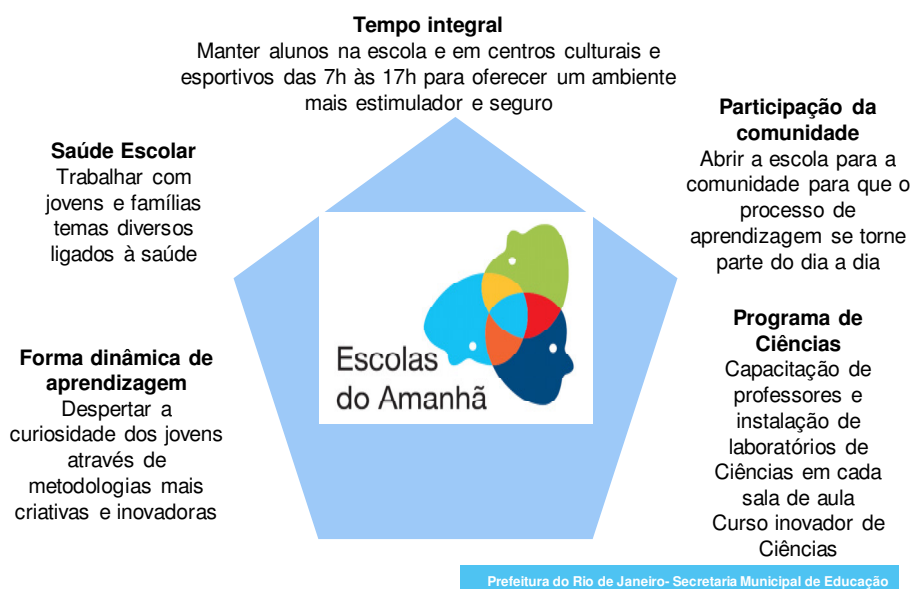 Tempo integral
Manter alunos na escola e em centros culturais e
esportivos das 7h às 17h para oferecer um ambiente
mais estimulador e seguro
Participação da
comunidade
Abrir a escola para a
comunidade para que o
processo de
aprendizagem se torne
parte do dia a dia
Saúde Escolar
Trabalhar com
jovens e famílias
temas diversos
ligados à saúde
Escolas
do Amanhã
Programa de
Ciências
Capacitação de
professores e
instalação de
laboratórios de
Ciências em cada
sala de aula
Curso inovador de
Ciências
Forma dinâmica de
aprendizagem
Despertar a
curiosidade dos jovens
através de
metodologias mais
criativas e inovadoras
Prefeitura do Rio de Janeiro- Secretaria Municipal de Educação